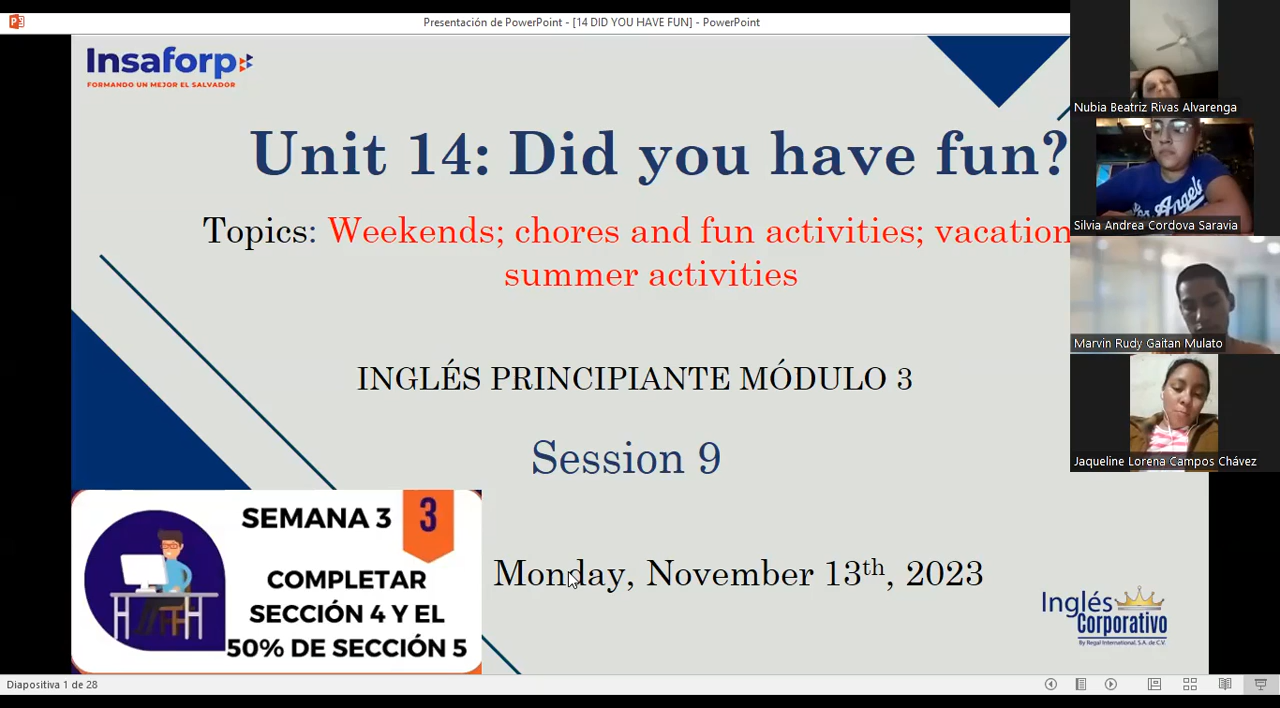 Presentación de PowerPoint - [14 DID YOU HAVE FUN] - PowerPoint
Insaforp
FORMANDO UN MEJOR EL SALVADOR
Unit 14: Did you have fun?
Topics: Weekends; chores and fun activities; vacation
summer activities
INGLÉS PRINCIPIANTE MÓDULO 3
Session 9
SEMANA 3
3
COMPLETAR
SECCIÓN 4 Y EL
50% DE SECCIÓN 5
Monday, November 13th, 2023
Inglés
Corporativo
By Regal International, S.A. de C.V.
Nubia Beatriz Rivas Alvarenga
Angeles
Silvia Andrea Cordova Saravia
Marvin Rudy Gaitan Mulato
Jaqueline Lorena Campos Chávez
Diapositiva 1 de 28